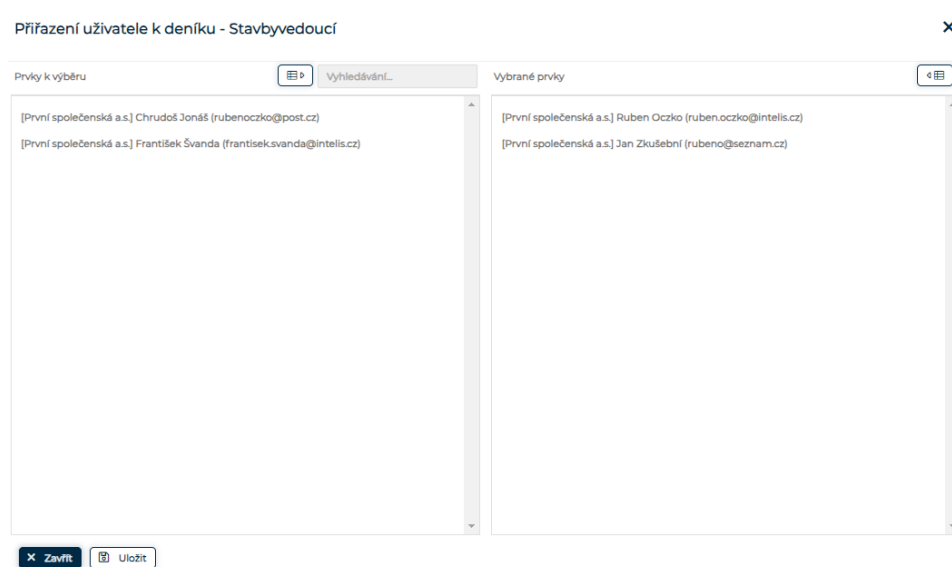 Přiřazení uživatele k deníku - Stavbyvedoucí
Prvky k výběru
Vyhledávání...
Vybrané prvky
[První společenská a.s.] Chrudoš Jonáš (rubenoczko@post.cz)
[První společenská a.s.] František Švanda (frantisek.svanda@intelis.cz)
[První společenská a.s.] Ruben Oczko (ruben.oczko@intelis.cz)
[První společenská a.s.] Jan Zkušební (rubeno@seznam.cz)
Zavřít
Uložit